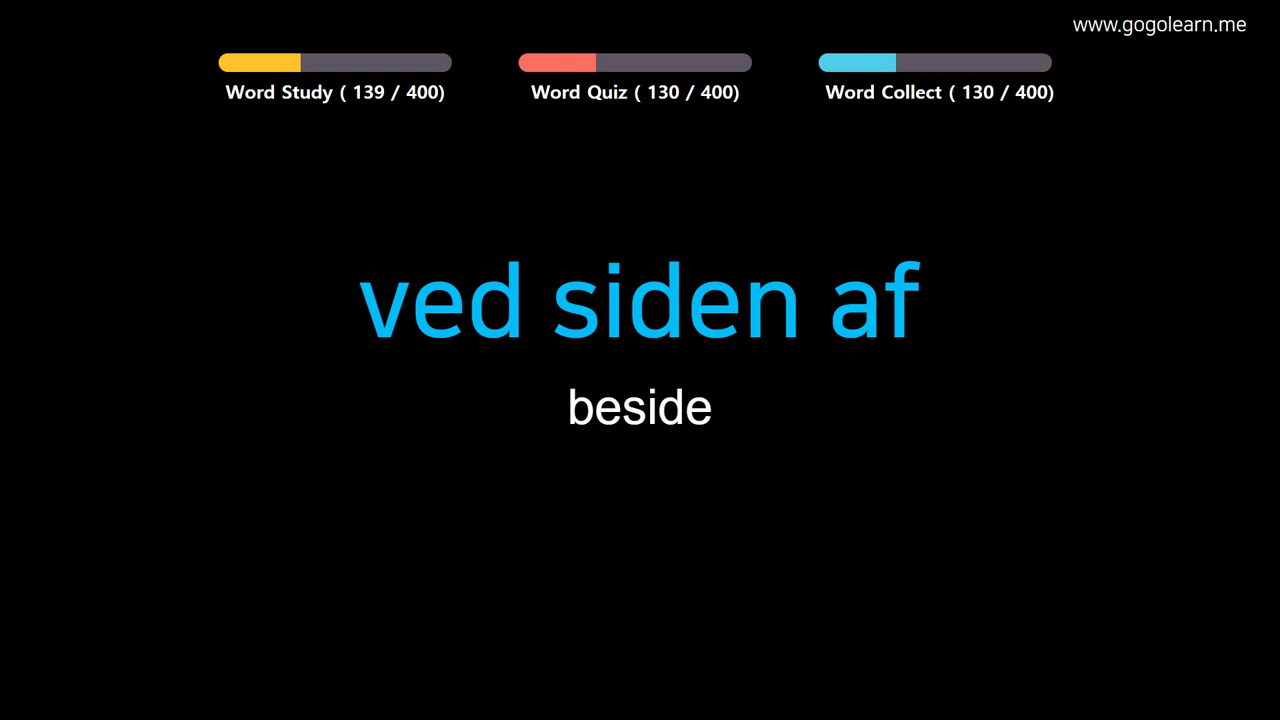 www.gogolearn.me
Word Study ( 139 / 400)
Word Quiz ( 130 / 400)
Word Collect ( 130 / 400)
ved siden af
beside